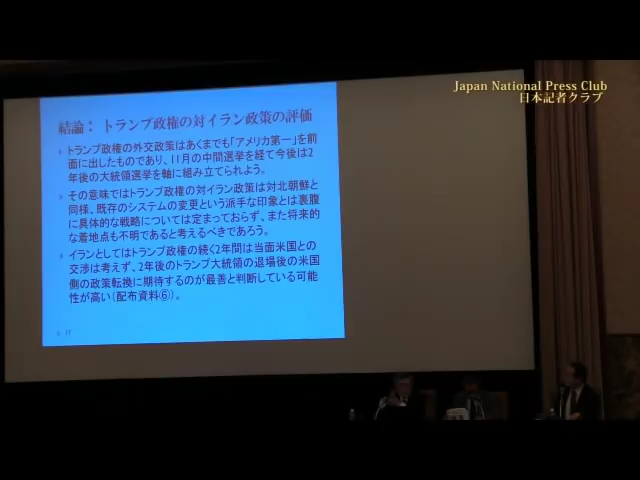 Japan National Press Club
日本記者クラブ
結論： トランプ政権の対イラン政策の評価
トランプ政権の外交政策はあくまでも「アメリカ第一」を前
面に出したものであり、11月の中間選挙を経て今後は2
年後の大統領選挙を軸に組み立てられよう。
その意味ではトランプ政権の対イラン政策は対北朝鮮と
同様、既存のシステムの変更という派手な印象とは裏腹
に具体的な戦略については定まっておらず、また将来的
な着地点も不明であると考えるべきであろう。
イランとしてはトランプ政権の続く2年間は当面米国との
交渉は考えず、2年後のトランプ大統領の退場後の米国
側の政策転換に期待するのが最善と判断している可能
性が高い（配布資料⑥）。